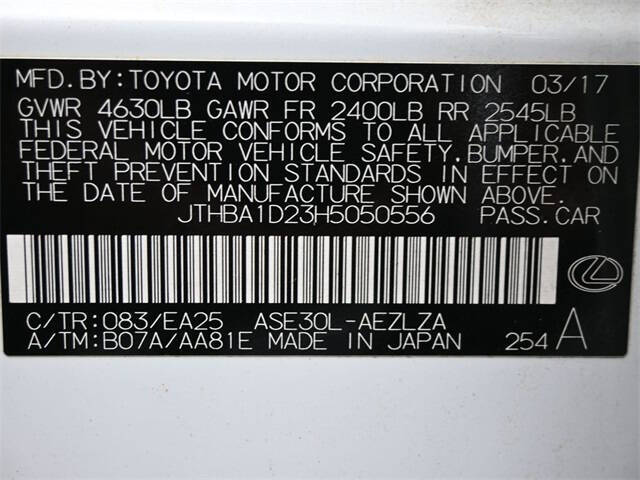 MFD.BY:TOYOTA MOTOR CORPORATION 03/17
GVWR 4630LB GAWR FR 2400LB RR 2545LB
THIS VEHICLE CONFORMS TO ALL APPLICABLE
FEDERAL MOTOR VEHICLE SAFETY,BUMPER,AND
THEFT PREVENTION STANDARDS IN EFFECT ON
THE DATE OF MANUFACTURE SHOWN ABOVE.
JTHBA1D23H5050556 PASS.CAR
C/TR:083/EA25 ASE30L-AEZLZA
A/TM:B07A/AA81E MADE IN JAPAN 254 A